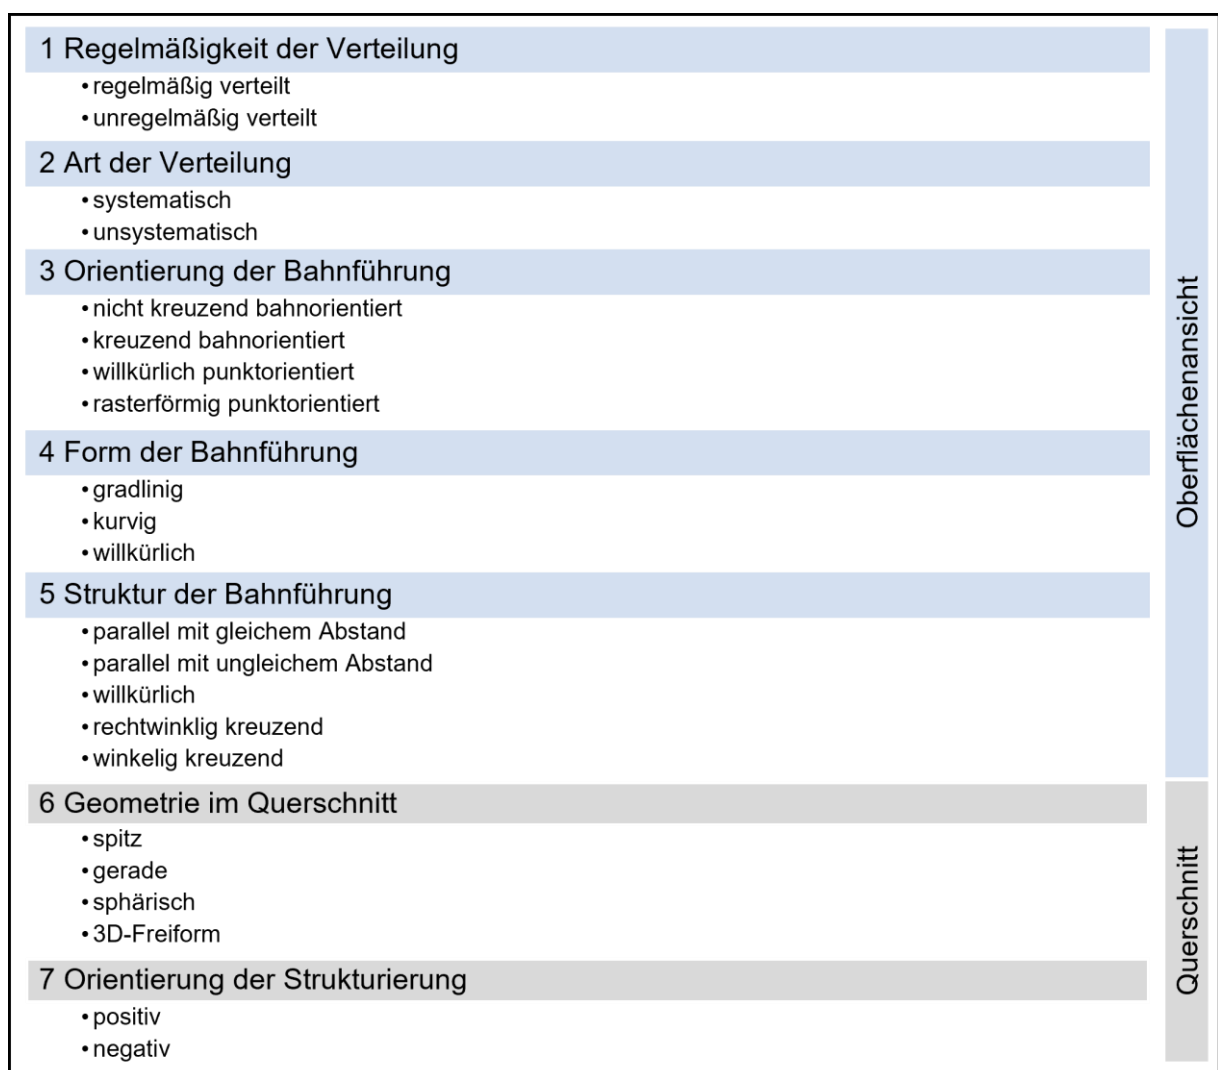 1 Regelmäßigkeit der Verteilung
• regelmäßig verteilt
• unregelmäßig verteilt
2 Art der Verteilung
• systematisch
• unsystematisch
3 Orientierung der Bahnführung
• nicht kreuzend bahnorientiert
• kreuzend bahnorientiert
• willkürlich punktorientiert
• rasterförmig punktorientiert
4 Form der Bahnführung
• gradlinig
• kurvig
• willkürlich
5 Struktur der Bahnführung
• parallel mit gleichem Abstand
• parallel mit ungleichem Abstand
• willkürlich
• rechtwinklig kreuzend
• winkelig kreuzend
Oberflächenansicht
6 Geometrie im Querschnitt
• spitz
• gerade
• sphärisch
• 3D-Freiform
7 Orientierung der Strukturierung
• positiv
• negativ
Querschnitt